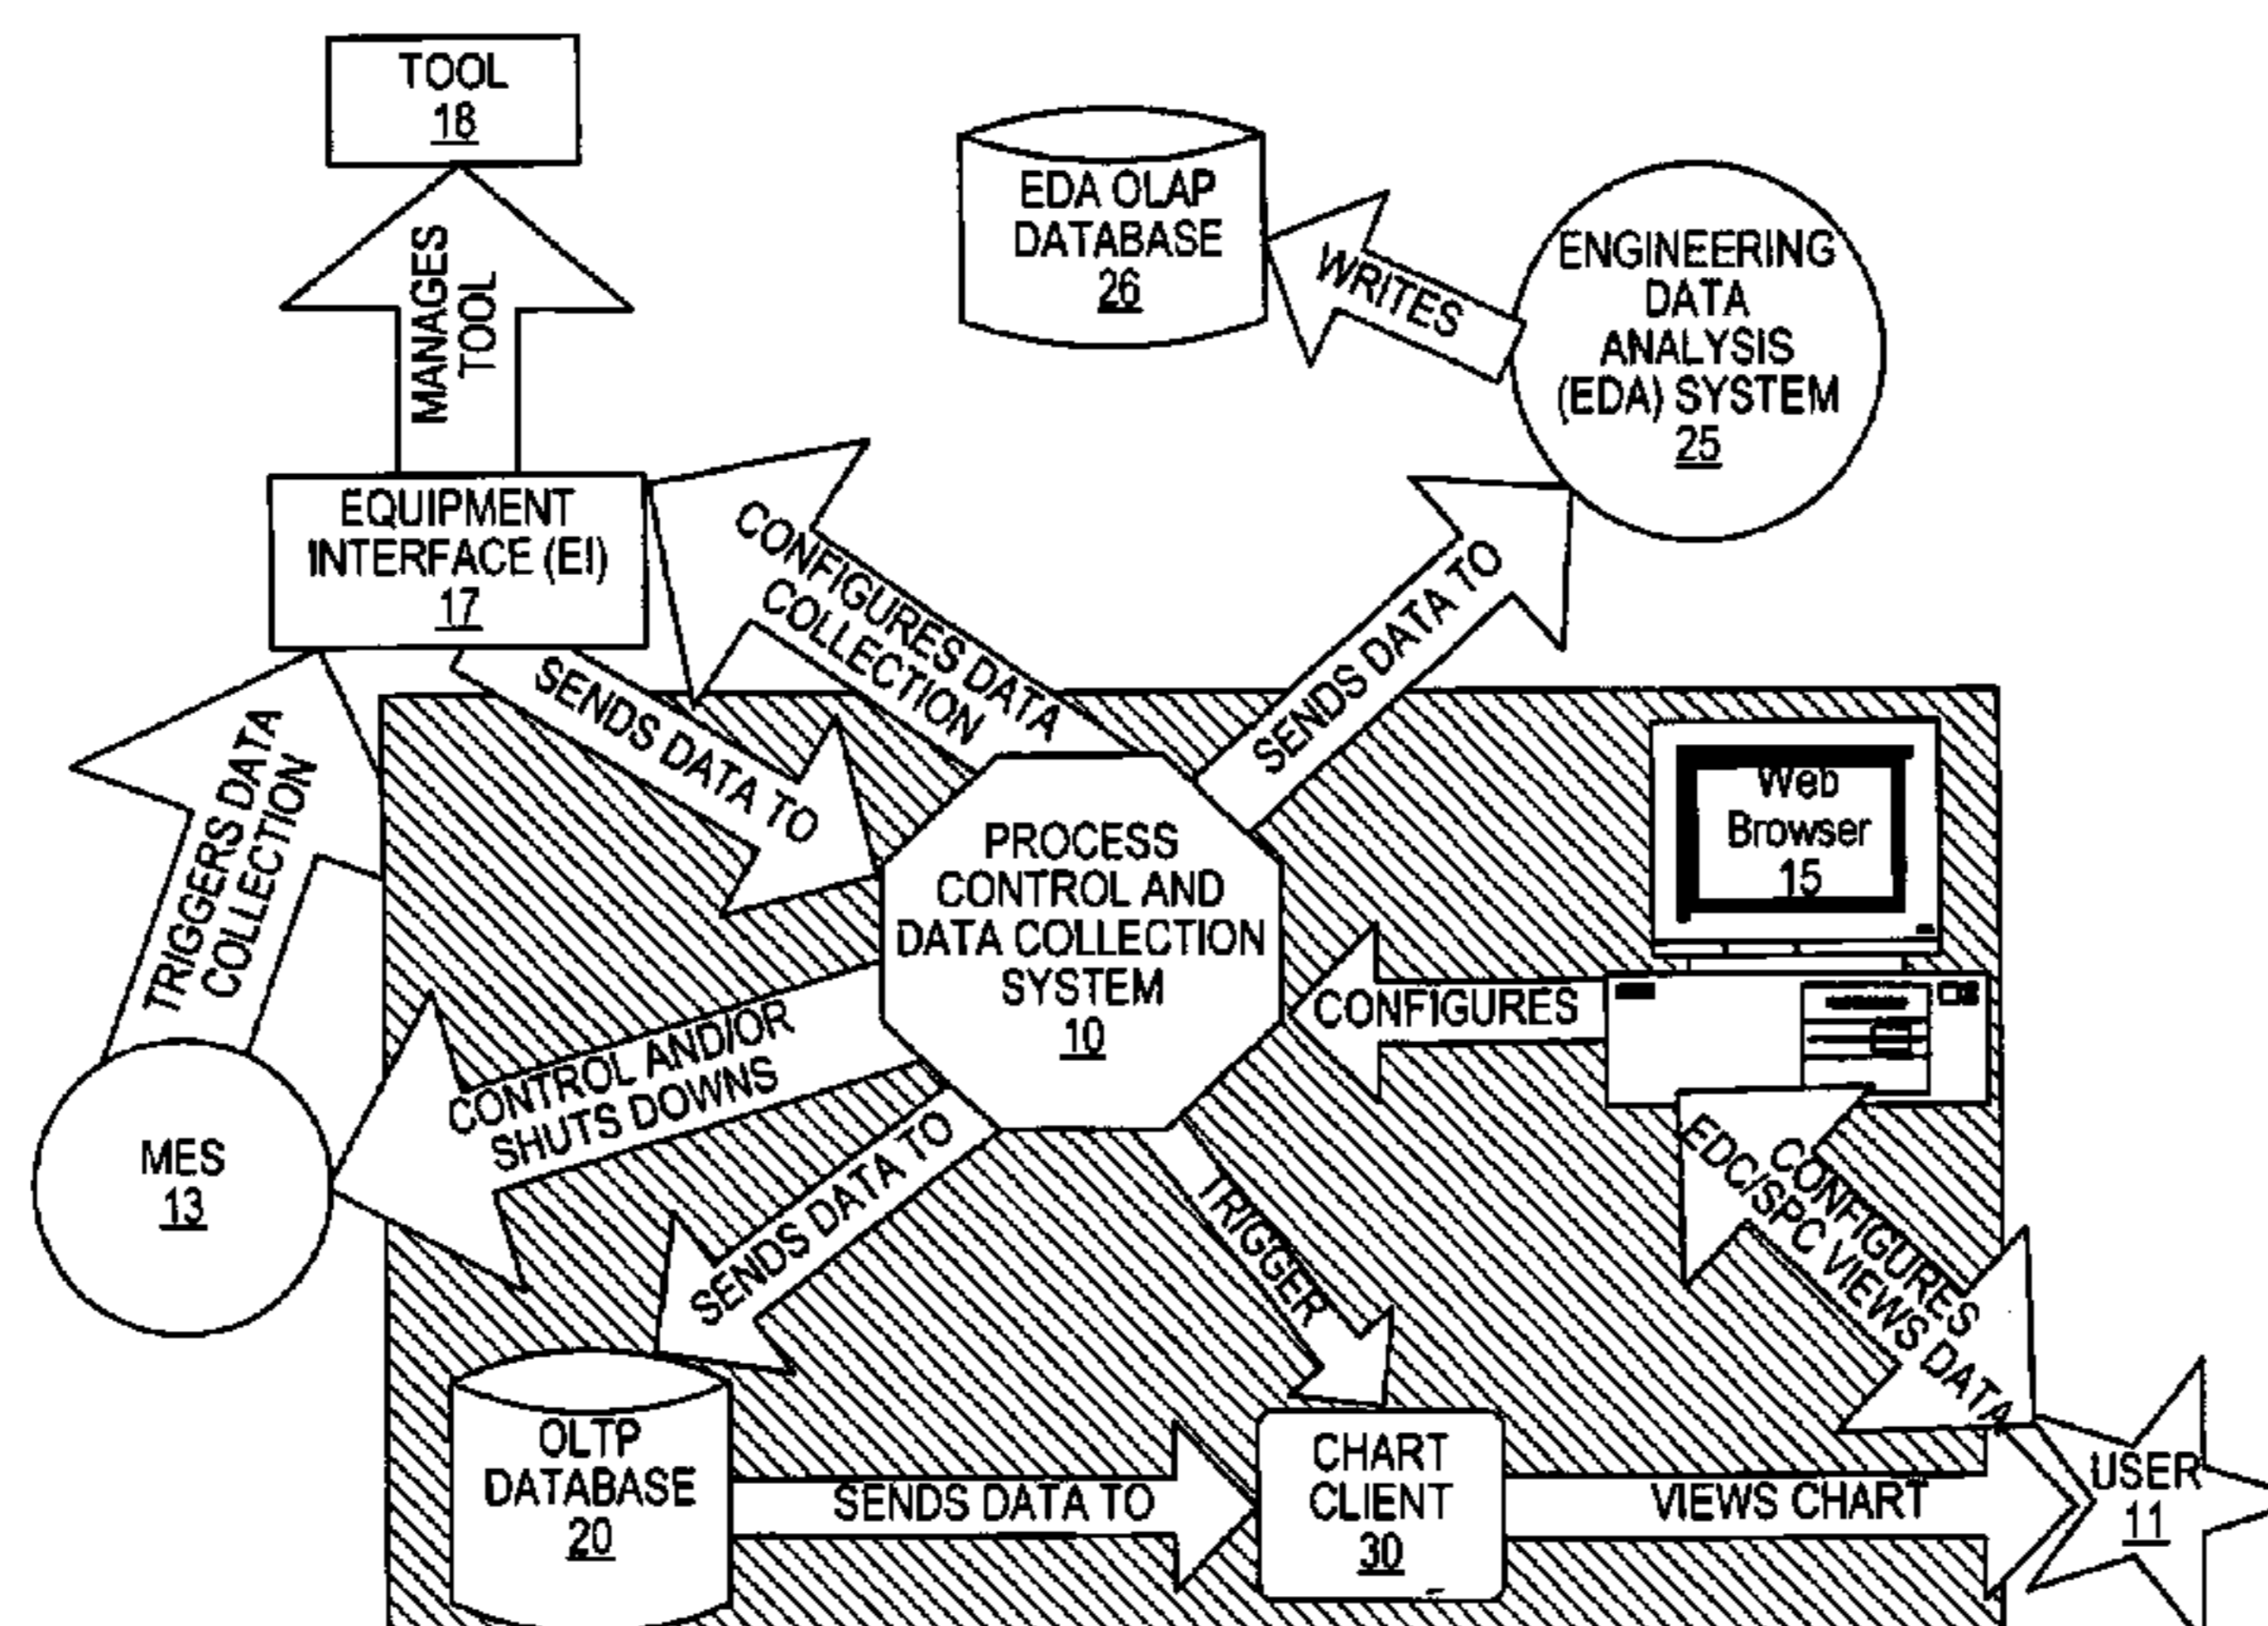 TOOL
18
MANAGES
TOOL
EDA OLAP
DATABASE
26
WRITES
ENGINEERING
DATA
ANALYSIS
(EDA) SYSTEM
25
EQUIPMENT
INTERFACE (EI)
17
CONFIGURES DATA
COLLECTION
SENDS DATA TO
SENDS DATA TO
TRIGGERS DATA
COLLECTION
PROCESS
CONTROL AND
DATA COLLECTION
SYSTEM
10
Web
Browser
15
CONFIGURES
CONTROL AND/OR
SHUTS DOWNS
MES
13
SENDS DATA TO
TRIGGER
CONFIGURES
EDC/SPC VIEWS DATA
OLTP
DATABASE
20
SENDS DATA TO
CHART
CLIENT
30
VIEWS CHART
USER
11